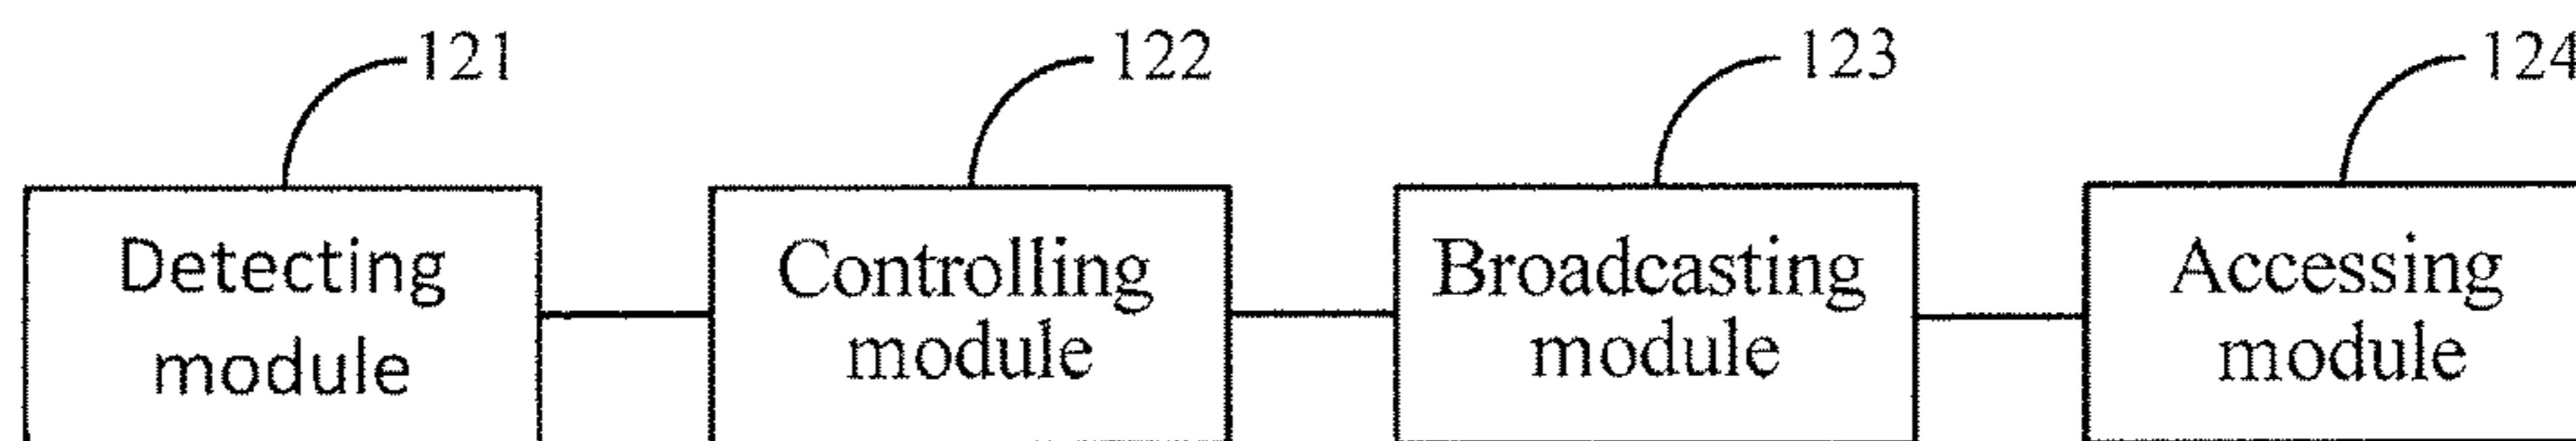 121
122
123
124
Detecting
module
Controlling
module
Broadcasting
module
Accessing
module